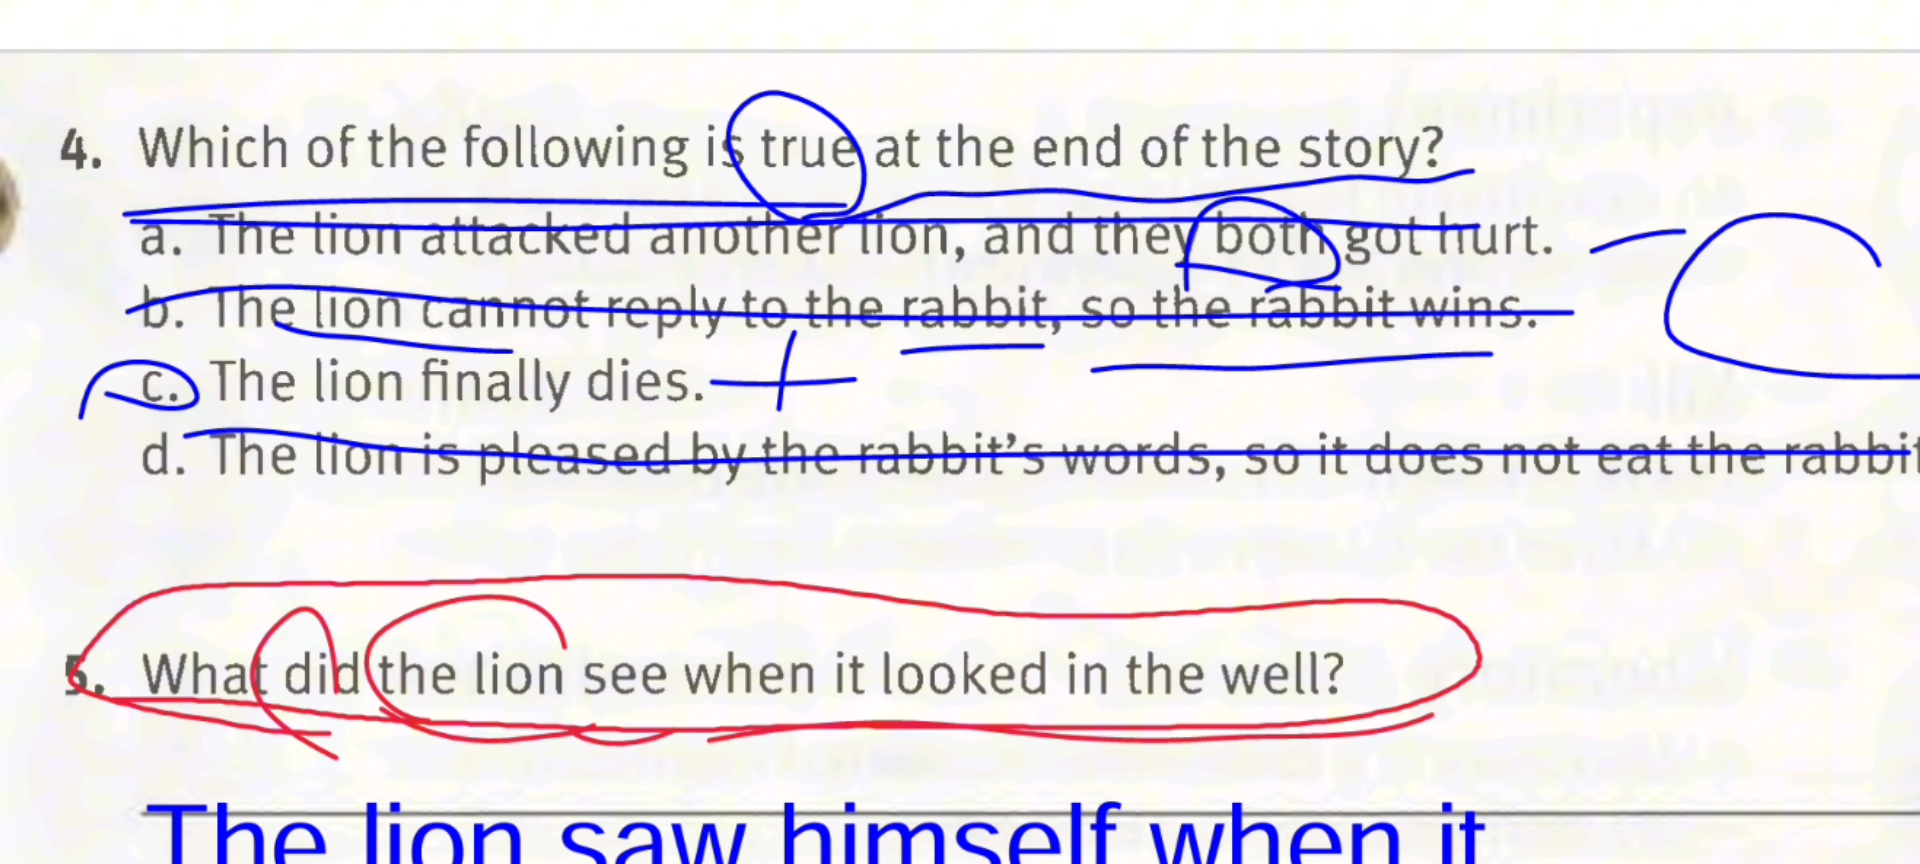 4. Which of the following is true at the end of the story?
a. The lion attacked another lion, and they both got hurt.
b. The lion cannot reply to the rabbit, so the rabbit wins.
c. The lion finally dies.
d. The lion is pleased by the rabbit's words, so it does not eat the rabbit
5. What did the lion see when it looked in the well?
The lion saw himself when it